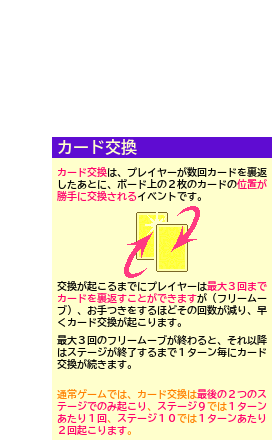 カード交換
カード交換は、プレイヤーが数回カードを裏返
したあとに、ボード上の２枚のカードの位置が
勝手に交換されるイベントです。
交換が起こるまでにプレイヤーは最大３回まで
カードを裏返すことができますが（フリームー
ブ）、お手つきをするほどその回数が減り、早
くカード交換が起こります。
最大３回のフリームーブが終わると、それ以降
はステージが終了するまで１ターン毎にカード
交換が続きます。
通常ゲームでは、カード交換は最後の２つのス
テージでのみ起こり、ステージ９では１ターン
あたり１回、ステージ１０では１ターンあたり
２回起こります。